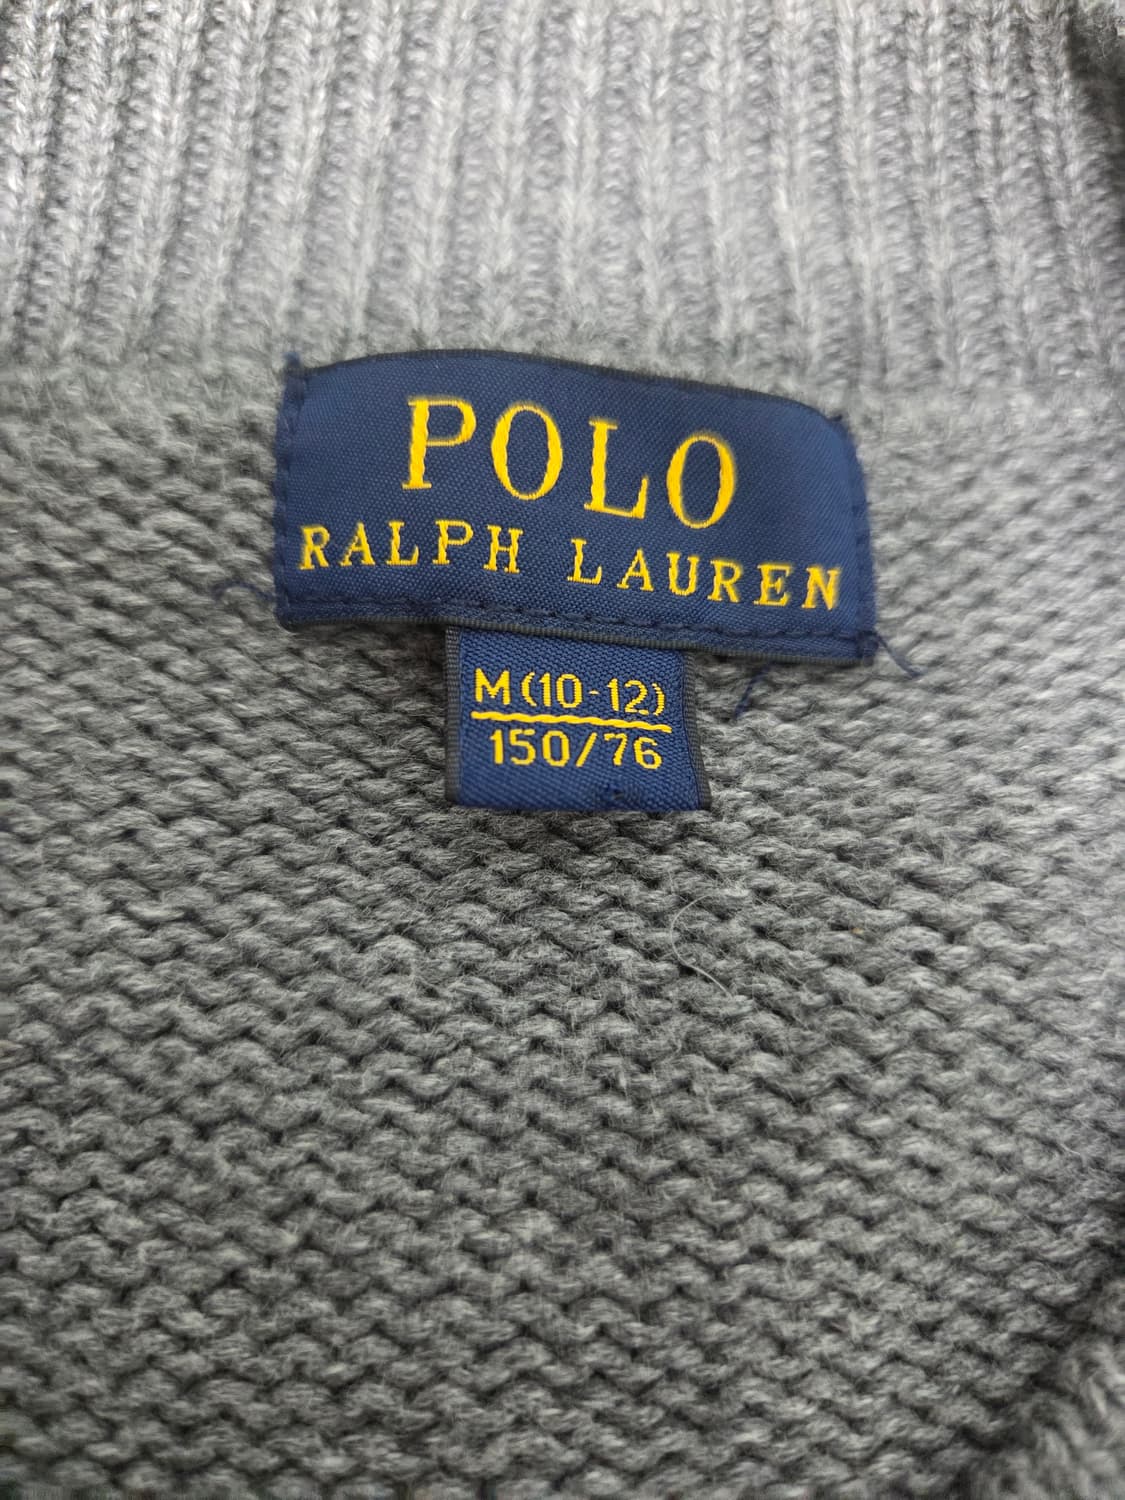 POLO
RALPH LAUREN
M (10-12)
150/76